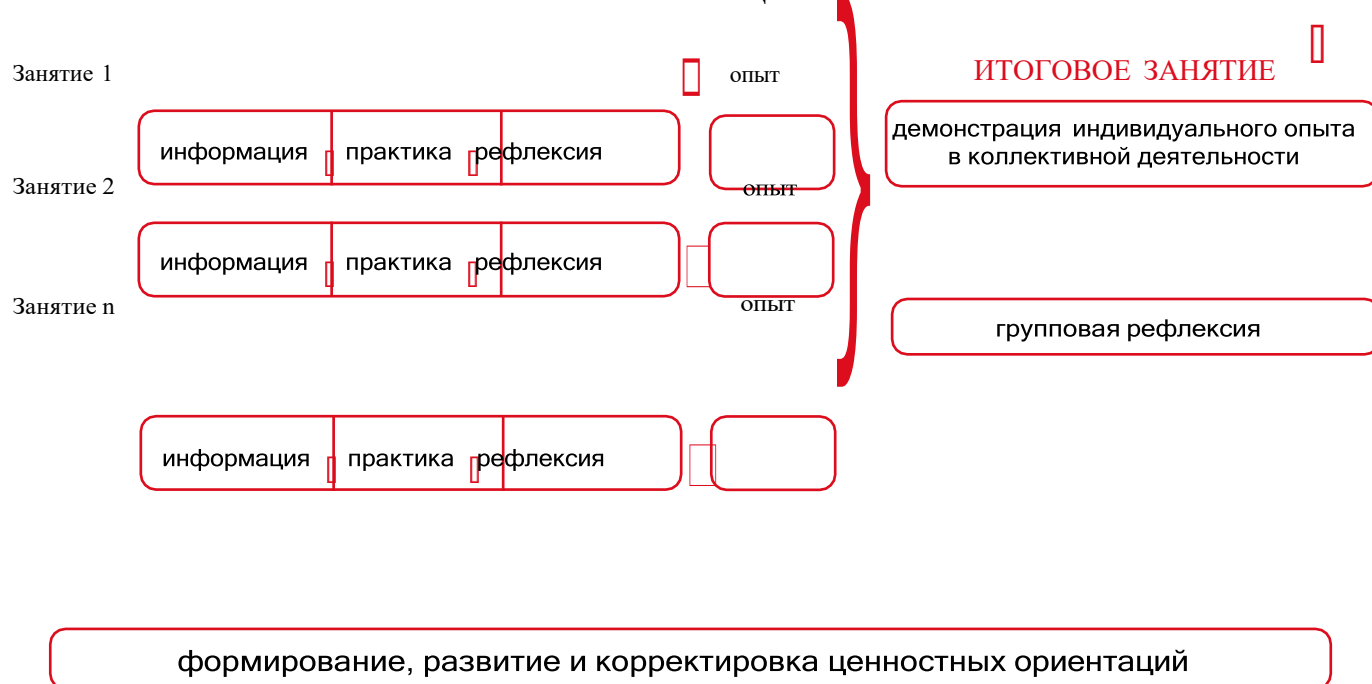 Занятие 1
опыт
ИТОГОВОЕ ЗАНЯТИЕ
информация практика рефлексия
демонстрация индивидуального опыта
в коллективной деятельности
Занятие 2
опыт
информация практика рефлексия
Занятие n
опыт
групповая рефлексия
информация практика рефлексия
формирование, развитие и корректировка ценностных ориентаций